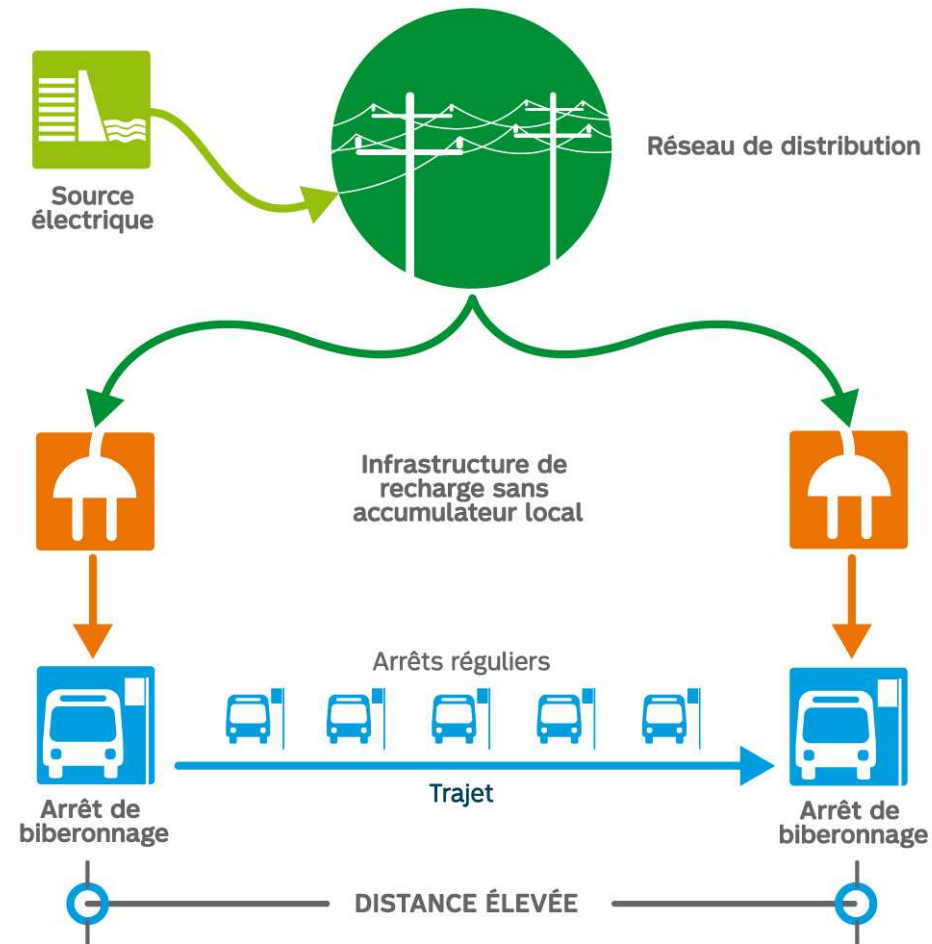 Réseau de distribution
Source
électrique
Infrastructure de
recharge sans
accumulateur local
Arrêts réguliers
Trajet
Arrêt de
biberonnage
Arrêt de
biberonnage
DISTANCE ÉLEVÉE